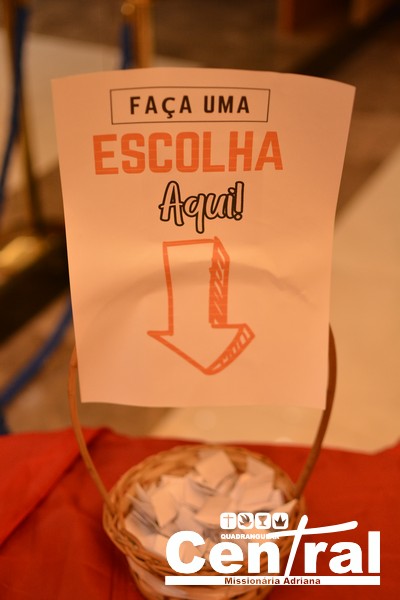 FAÇA UMA
ESCOLHA
Aqui!
QUADRANGULAR
Central
Missionária Adriana